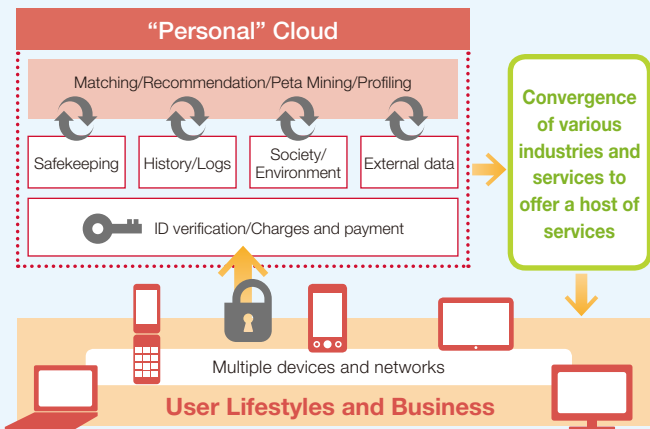 “Personal” Cloud
Matching/Recommendation/Peta Mining/Profiling
Safekeeping
History/Logs
Society/
Environment
External data
ID verification/Charges and payment
Convergence
of various
industries and
services to
offer a host of
services
Multiple devices and networks
User Lifestyles and Business